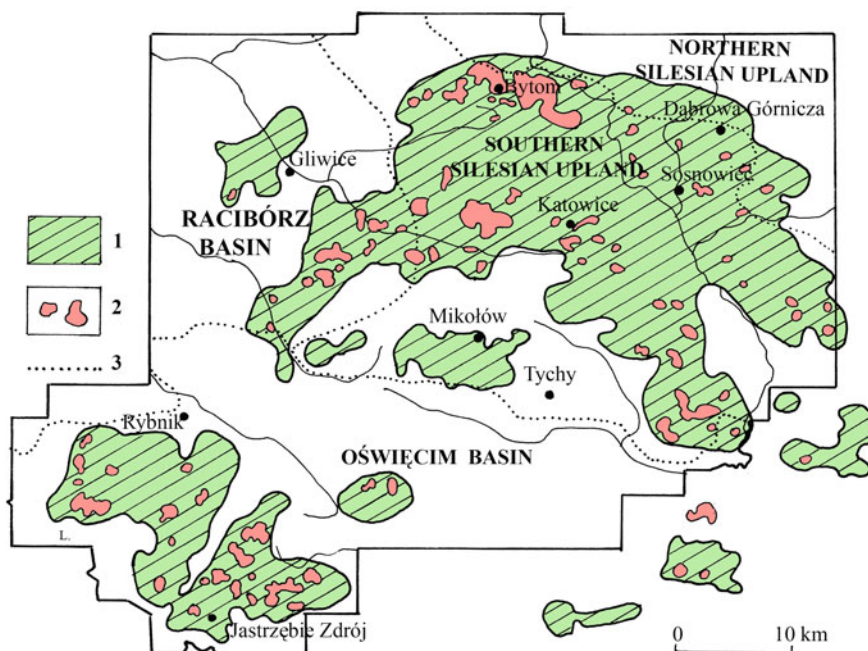 NORTHERN
SILESIAN UPLAND
Bytom
Dąbrowa Górnicza
SOUTHERN
SILESIAN UPLAND
Gliwice
Sosnowiec
RACIBÓRZ
BASIN
Katowice
1
2
Mikołów
3
Tychy
Rybnik
OŚWIĘCIM BASIN
L.
Jastrzębie Zdrój
0 10 km